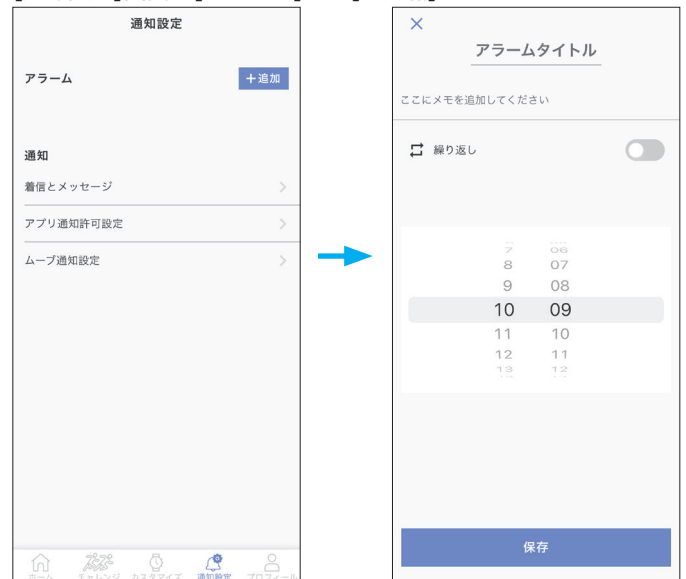 通知設定
アラーム
+追加
通知
着信とメッセージ
アプリ通知許可設定
ムーブ通知設定
ホーム
チャレンジ
カスタマイズ
通知設定
プロフィール
×
アラームタイトル
ここにメモを追加してください
繰り返し
7 06
8 07
9 08
10 09
11 10
12 11
13 12
保存